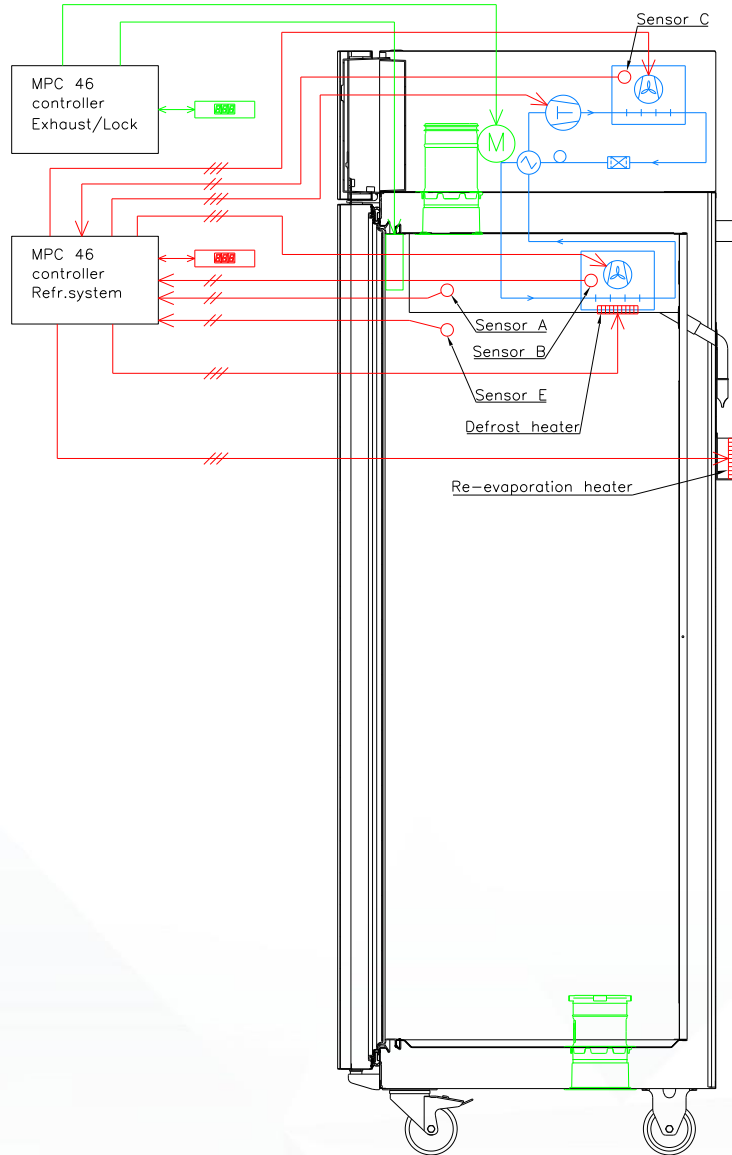 Sensor C
MPC 46
controller
Exhaust/Lock
M
MPC 46
controller
Refr.system
Sensor A
Sensor B
Sensor E
Defrost heater
Re-evaporation heater